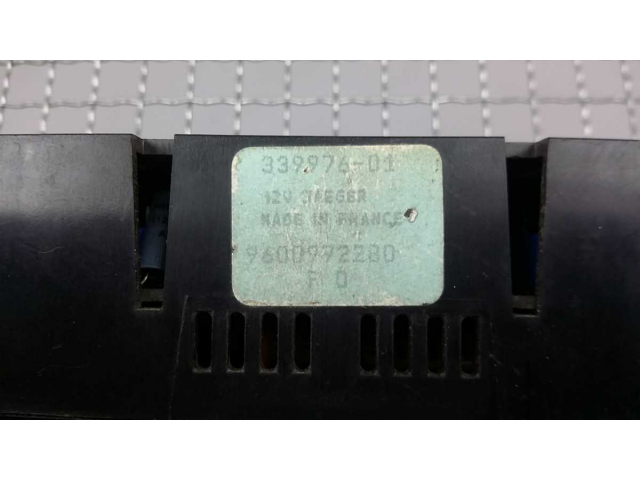 339976-01
12V JAEGER
MADE IN FRANCE
9600972280
F 0